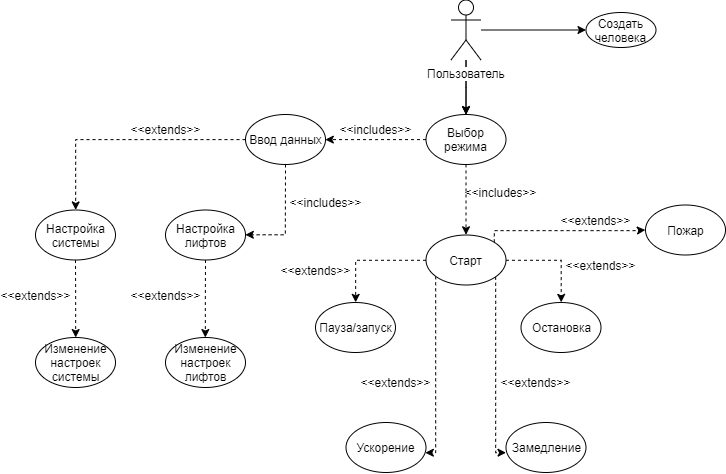 Создать
человека
Пользователь
<<extends>>
Ввод данных
<<includes>>
Выбор
режима
<<includes>>
<<includes>>
Настройка
системы
Настройка
лифтов
<<extends>>
Пожар
Старт
<<extends>>
<<extends>>
<<extends>>
<<extends>>
Пауза/запуск
Остановка
Изменение
настроек
системы
Изменение
настроек
лифтов
<<extends>>
<<extends>>
Ускорение
Замедление